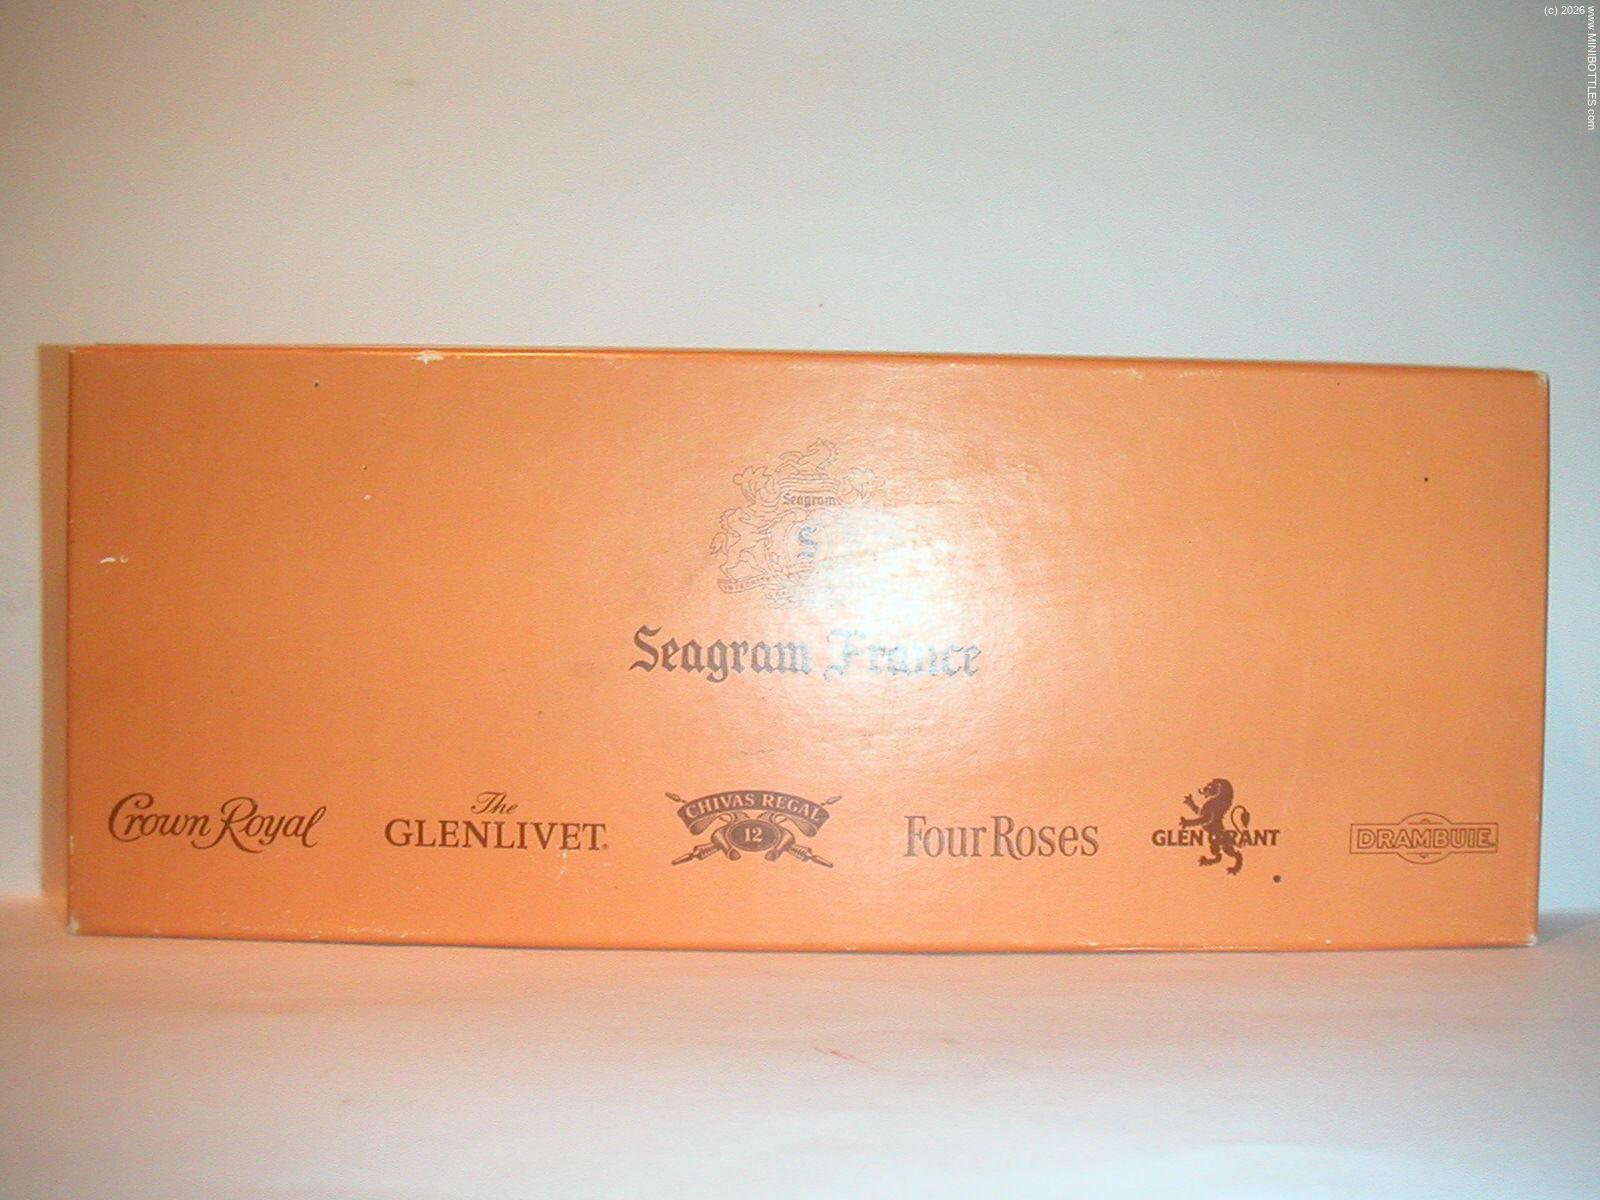 (c) 2026 www.MINIBOTTLES.com
Seagram
S
INTEGRITY
Seagram France
Crown Royal
The
GLENLIVET®
CHIVAS REGAL
12
Four Roses
GLEN GRANT
DRAMBUIE